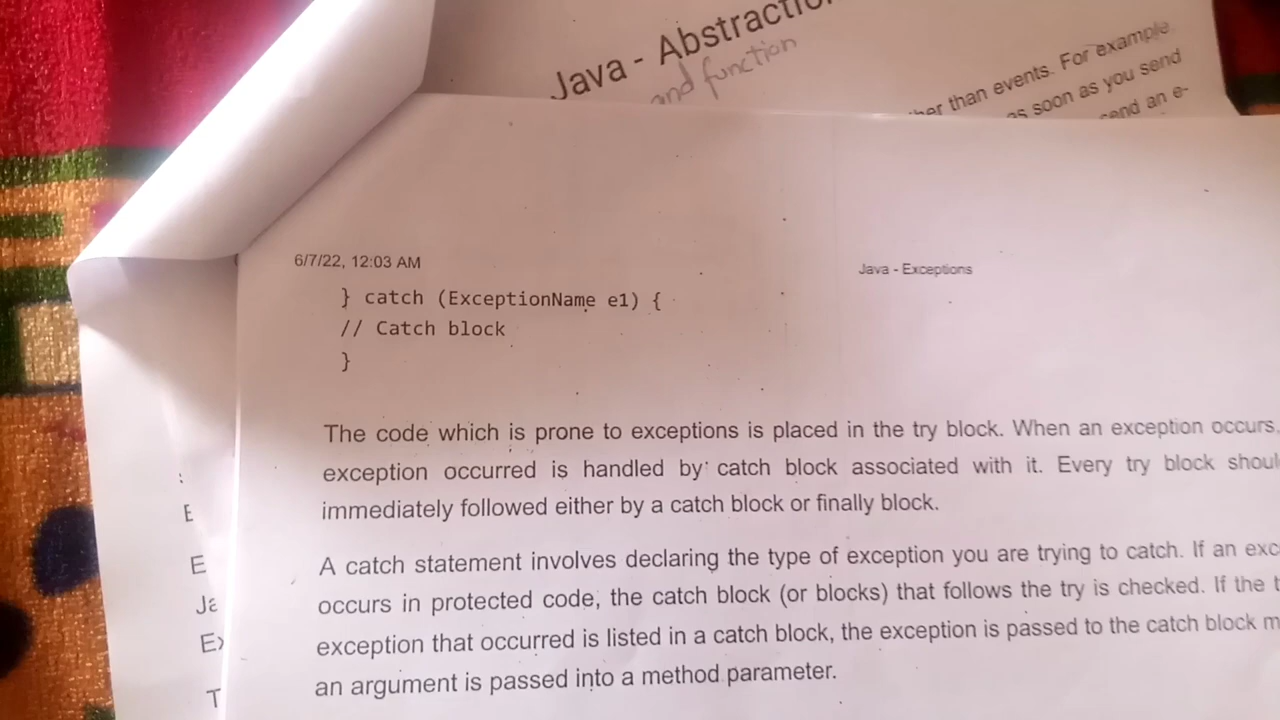 Java - Abstractio
and function
than events. For example
as soon as you send
send an e-
6/7/22, 12:03 AM
Java - Exceptions
} catch (ExceptionName e1) {
// Catch block
}
The code which is prone to exceptions is placed in the try block. When an exception occurs,
exception occurred is handled by catch block associated with it. Every try block shoul
immediately followed either by a catch block or finally block.
A catch statement involves declaring the type of exception you are trying to catch. If an exc
occurs in protected code, the catch block (or blocks) that follows the try is checked. If the t
exception that occurred is listed in a catch block, the exception is passed to the catch block m
an argument is passed into a method parameter.
:
E
E
Ja
Ex
T